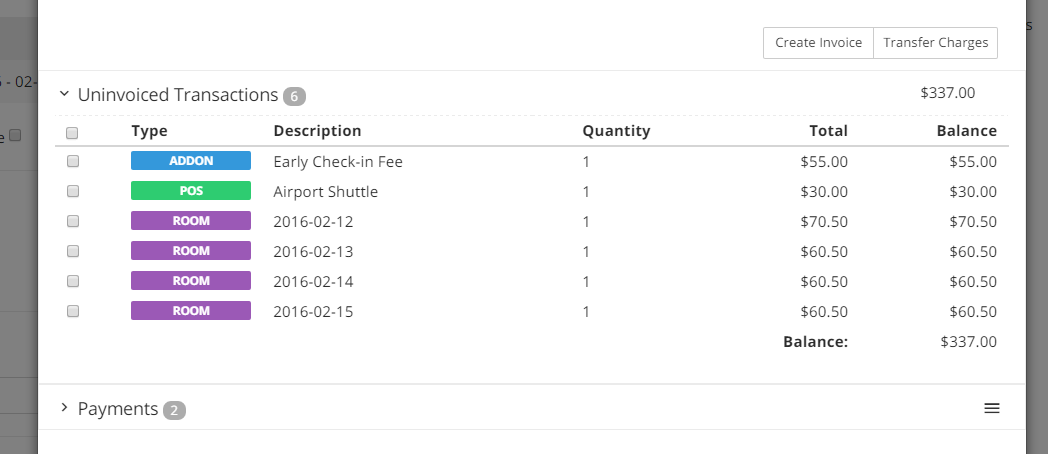 s
Create Invoice Transfer Charges
- 02-
Uninvoiced Transactions 6 $337.00
e
Type Description Quantity Total Balance
ADDON Early Check-in Fee 1 $55.00 $55.00
POS Airport Shuttle 1 $30.00 $30.00
ROOM 2016-02-12 1 $70.50 $70.50
ROOM 2016-02-13 1 $60.50 $60.50
ROOM 2016-02-14 1 $60.50 $60.50
ROOM 2016-02-15 1 $60.50 $60.50
Balance: $337.00
Payments 2